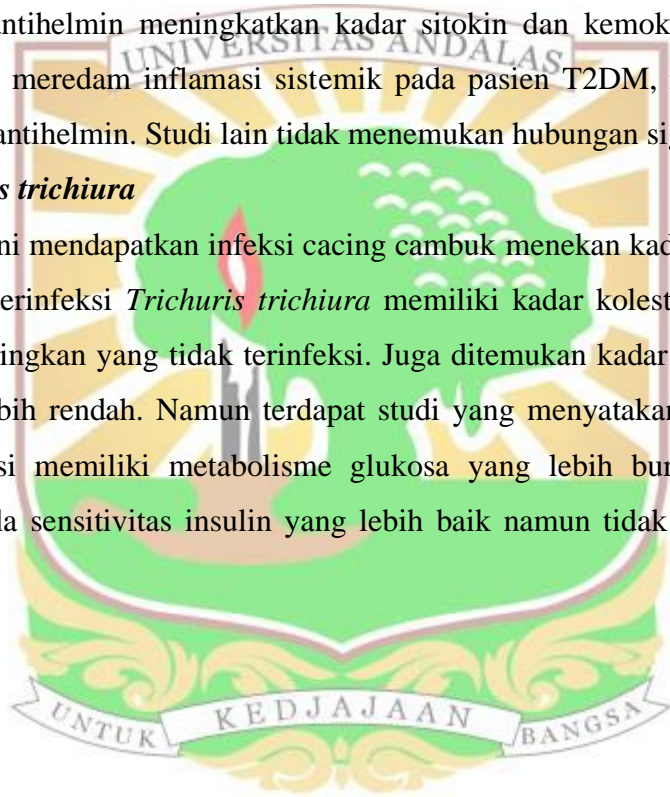 antihelmin meningkatkan kadar sitokin dan kemok
UNIVERSITAS ANDALAS
meredam inflamasi sistemik pada pasien T2DM,
antihelmin. Studi lain tidak menemukan hubungan sig
s trichiura
ni mendapatkan infeksi cacing cambuk menekan kad
erinfeksi Trichuris trichiura memiliki kadar kolest
ingkan yang tidak terinfeksi. Juga ditemukan kadar
bih rendah. Namun terdapat studi yang menyatakan
si memiliki metabolisme glukosa yang lebih bur
la sensitivitas insulin yang lebih baik namun tidak
UNTUK KEDJAJAAN BANGSA